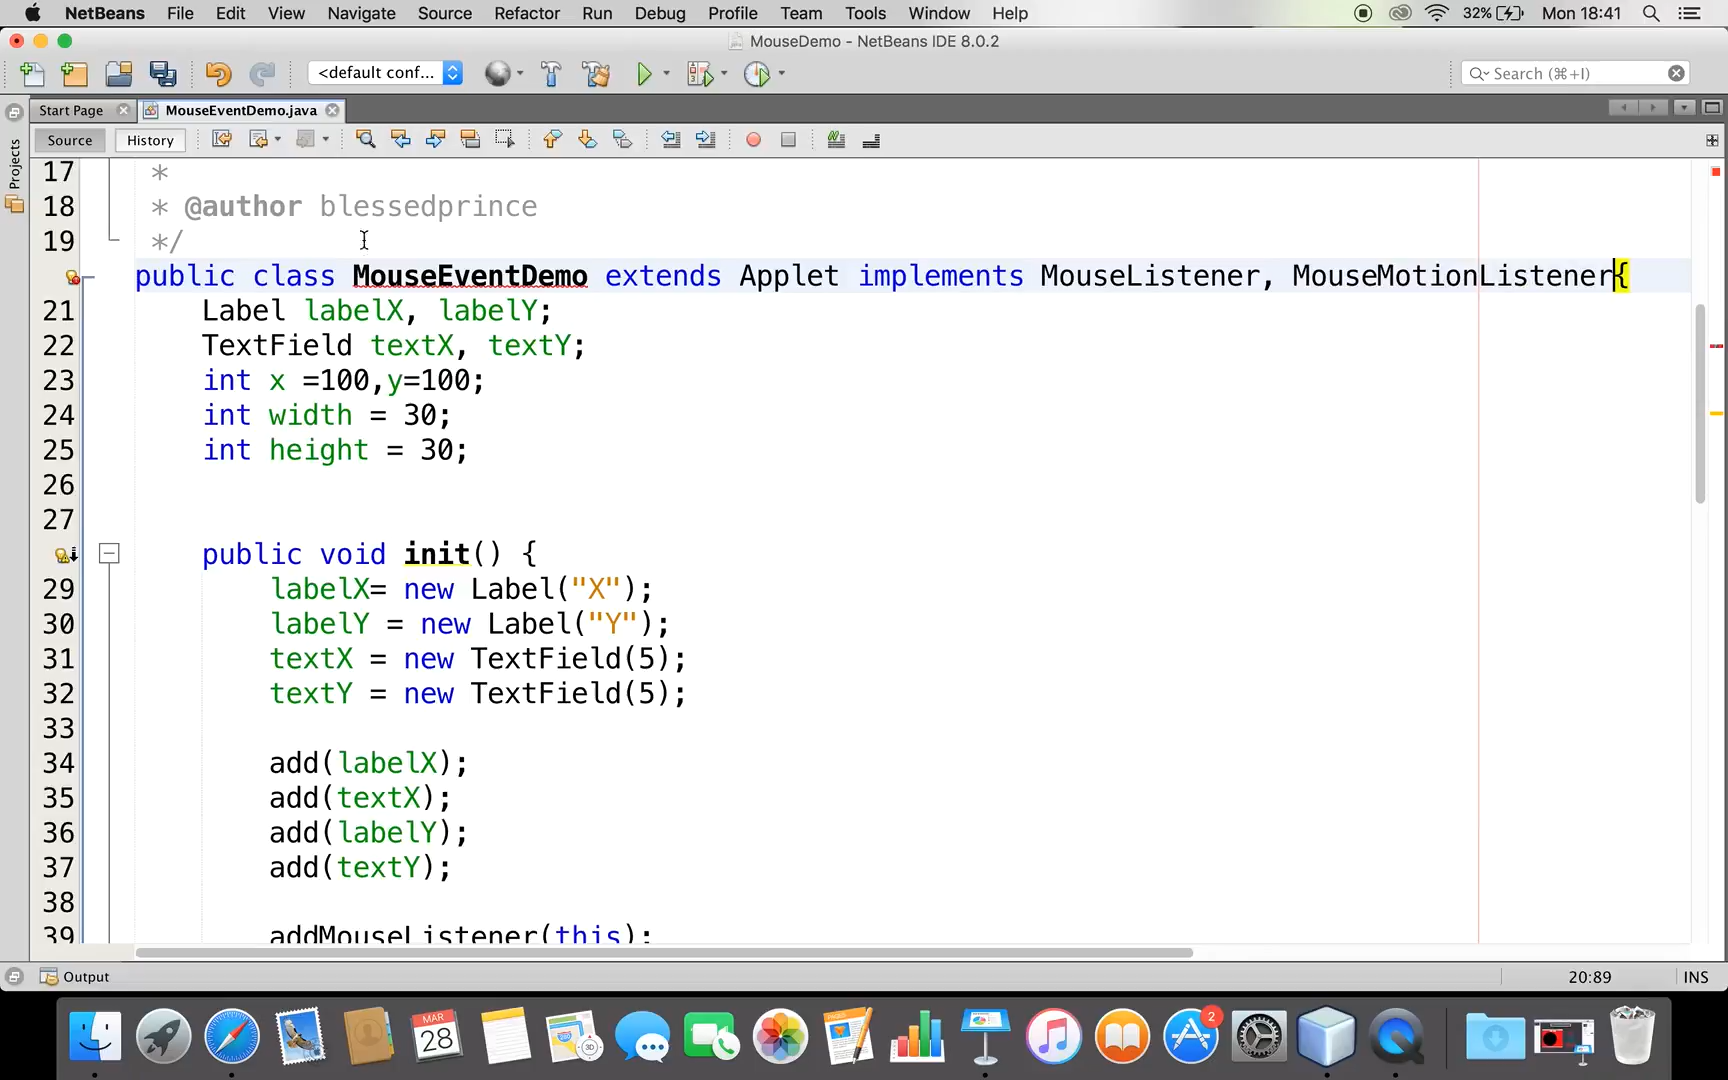 NetBeans File Edit View Navigate Source Refactor Run Debug Profile Team Tools Window Help 32% Mon 18:41
MouseDemo - NetBeans IDE 8.0.2
<default conf... Search (⌘+I)
Start Page MouseEventDemo.java
Source History
Projects
17 *
18 * @author blessedprince
19 */
public class MouseEventDemo extends Applet implements MouseListener, MouseMotionListener{
21 Label labelX, labelY;
22 TextField textX, textY;
23 int x =100,y=100;
24 int width = 30;
25 int height = 30;
26
27
public void init() {
29 labelX= new Label("X");
30 labelY = new Label("Y");
31 textX = new TextField(5);
32 textY = new TextField(5);
33
34 add(labelX);
35 add(textX);
36 add(labelY);
37 add(textY);
38
39 addMouseListener(this);
Output 20:89 INS
MAR
28
3D
PAGES
2